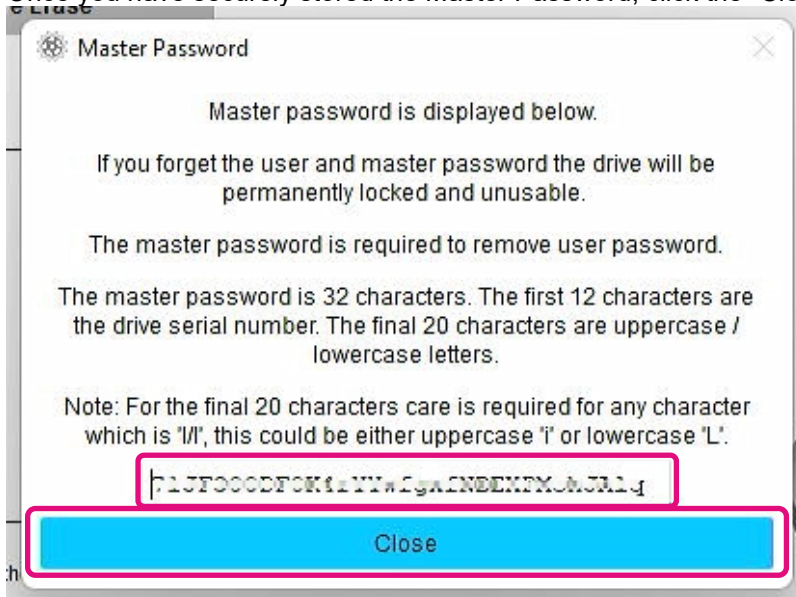 e Erase
Master Password
Master password is displayed below.
If you forget the user and master password the drive will be
permanently locked and unusable.
The master password is required to remove user password.
The master password is 32 characters. The first 12 characters are
the drive serial number. The final 20 characters are uppercase /
lowercase letters.
Note: For the final 20 characters care is required for any character
which is 'I/l', this could be either uppercase 'i' or lowercase 'L'.
Close